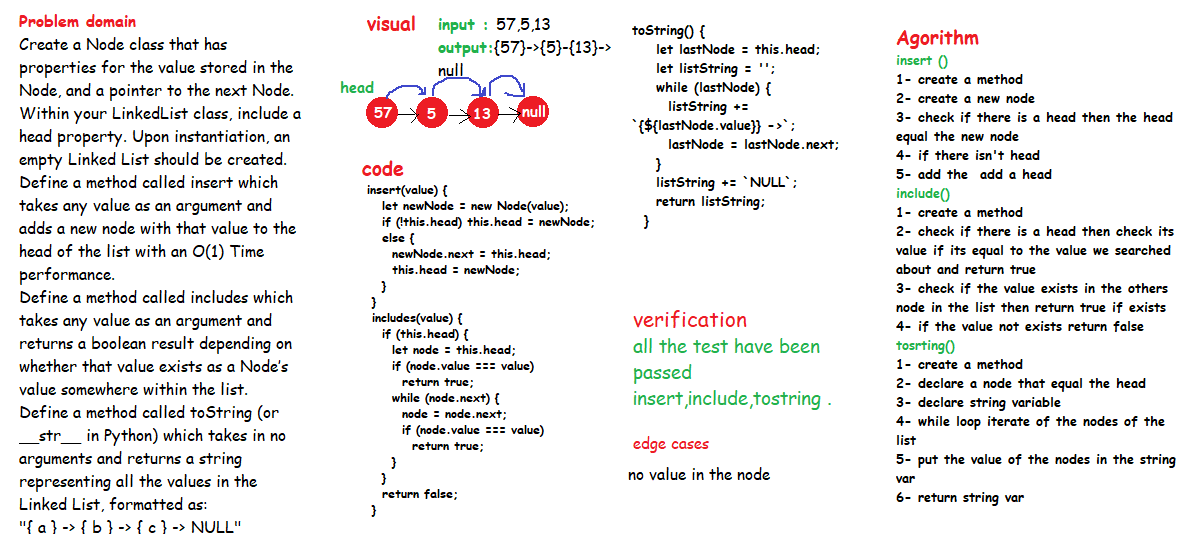 Problem domain
Create a Node class that has
properties for the value stored in the
Node, and a pointer to the next Node.
Within your LinkedList class, include a
head property. Upon instantiation, an
empty Linked List should be created.
Define a method called insert which
takes any value as an argument and
adds a new node with that value to the
head of the list with an O(1) Time
performance.
Define a method called includes which
takes any value as an argument and
returns a boolean result depending on
whether that value exists as a Node's
value somewhere within the list.
Define a method called toString (or
__str__ in Python) which takes in no
arguments and returns a string
representing all the values in the
Linked List, formatted as:
"{ a } -> { b } -> { c } -> NULL"
visual
input : 57,5,13
output:{57}->{5}-{13}->
null
head
57 5 13 null
code
insert(value) {
let newNode = new Node(value);
if (!this.head) this.head = newNode;
else {
newNode.next = this.head;
this.head = newNode;
}
}
includes(value) {
if (this.head) {
let node = this.head;
if (node.value === value)
return true;
while (node.next) {
node = node.next;
if (node.value === value)
return true;
}
}
return false;
}
toString() {
let lastNode = this.head;
let listString = '';
while (lastNode) {
listString +=
`{${lastNode.value}} ->`;
lastNode = lastNode.next;
}
listString += `NULL`;
return listString;
}
verification
all the test have been
passed
insert,include,tostring .
edge cases
no value in the node
Agorithm
insert ()
1- create a method
2- create a new node
3- check if there is a head then the head
equal the new node
4- if there isn't head
5- add the add a head
include()
1- create a method
2- check if there is a head then check its
value if its equal to the value we searched
about and return true
3- check if the value exists in the others
node in the list then return true if exists
4- if the value not exists return false
tosrting()
1- create a method
2- declare a node that equal the head
3- declare string variable
4- while loop iterate of the nodes of the
list
5- put the value of the nodes in the string
var
6- return string var